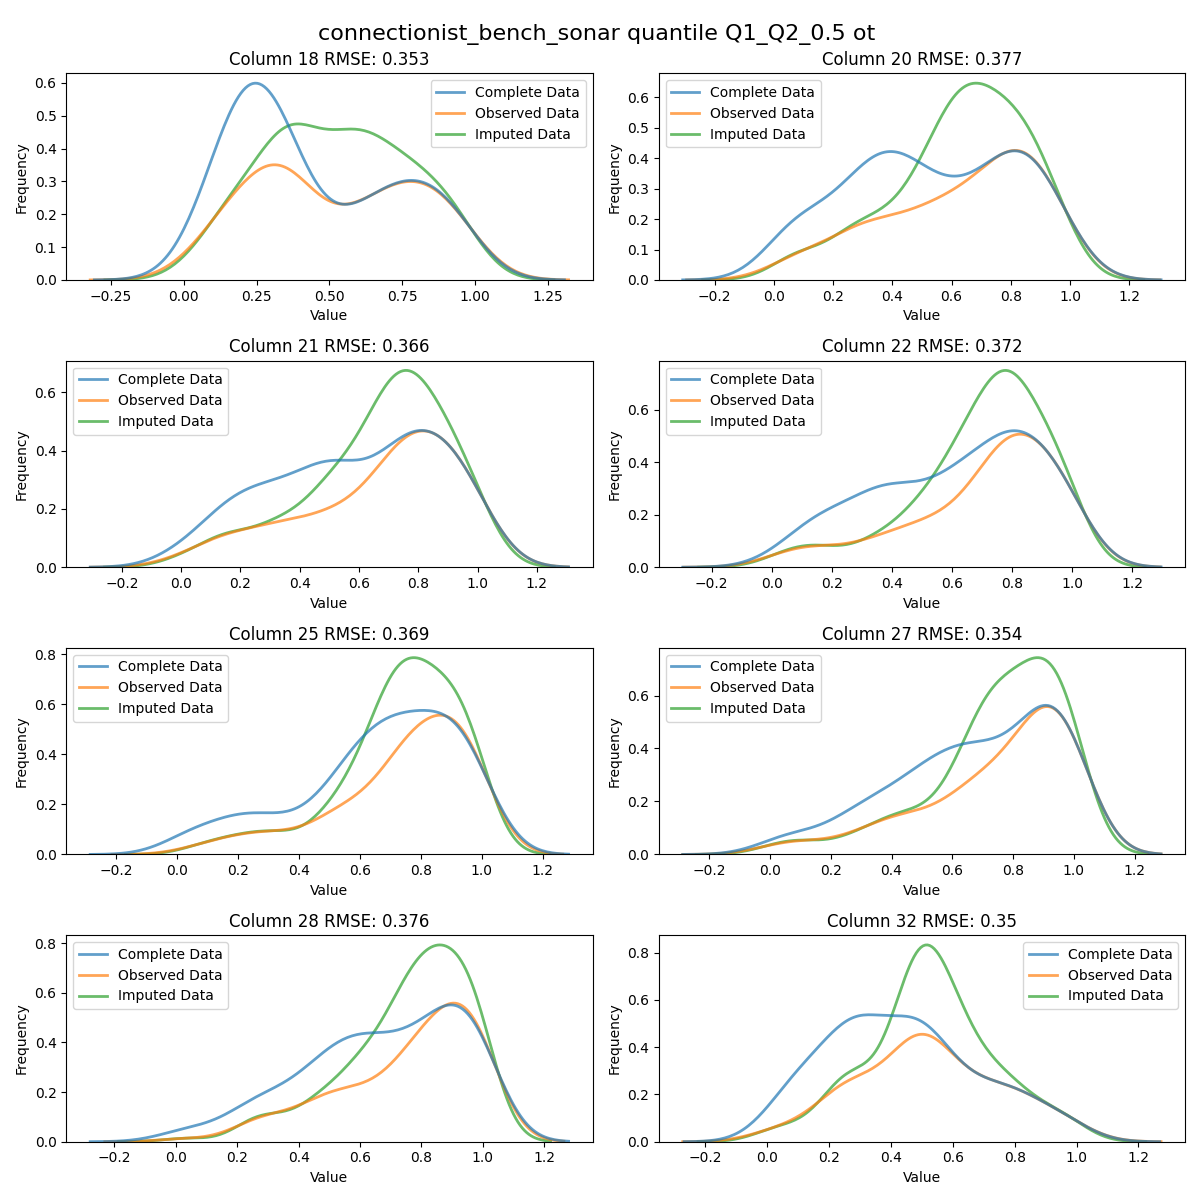 connectionist_bench_sonar quantile Q1_Q2_0.5 ot
Column 18 RMSE: 0.353
Frequency
0.6
0.5
0.4
0.3
0.2
0.1
0.0
Complete Data
Observed Data
Imputed Data
−0.25 0.00 0.25 0.50 0.75 1.00 1.25
Value
Column 20 RMSE: 0.377
Frequency
0.6
0.5
0.4
0.3
0.2
0.1
0.0
Complete Data
Observed Data
Imputed Data
−0.2 0.0 0.2 0.4 0.6 0.8 1.0 1.2
Value
Column 21 RMSE: 0.366
Frequency
0.6
0.4
0.2
0.0
Complete Data
Observed Data
Imputed Data
−0.2 0.0 0.2 0.4 0.6 0.8 1.0 1.2
Value
Column 22 RMSE: 0.372
Frequency
0.6
0.4
0.2
0.0
Complete Data
Observed Data
Imputed Data
−0.2 0.0 0.2 0.4 0.6 0.8 1.0 1.2
Value
Column 25 RMSE: 0.369
Frequency
0.8
0.6
0.4
0.2
0.0
Complete Data
Observed Data
Imputed Data
−0.2 0.0 0.2 0.4 0.6 0.8 1.0 1.2
Value
Column 27 RMSE: 0.354
Frequency
0.6
0.4
0.2
0.0
Complete Data
Observed Data
Imputed Data
−0.2 0.0 0.2 0.4 0.6 0.8 1.0 1.2
Value
Column 28 RMSE: 0.376
Frequency
0.8
0.6
0.4
0.2
0.0
Complete Data
Observed Data
Imputed Data
−0.2 0.0 0.2 0.4 0.6 0.8 1.0 1.2
Value
Column 32 RMSE: 0.35
Frequency
0.8
0.6
0.4
0.2
0.0
Complete Data
Observed Data
Imputed Data
−0.2 0.0 0.2 0.4 0.6 0.8 1.0 1.2
Value